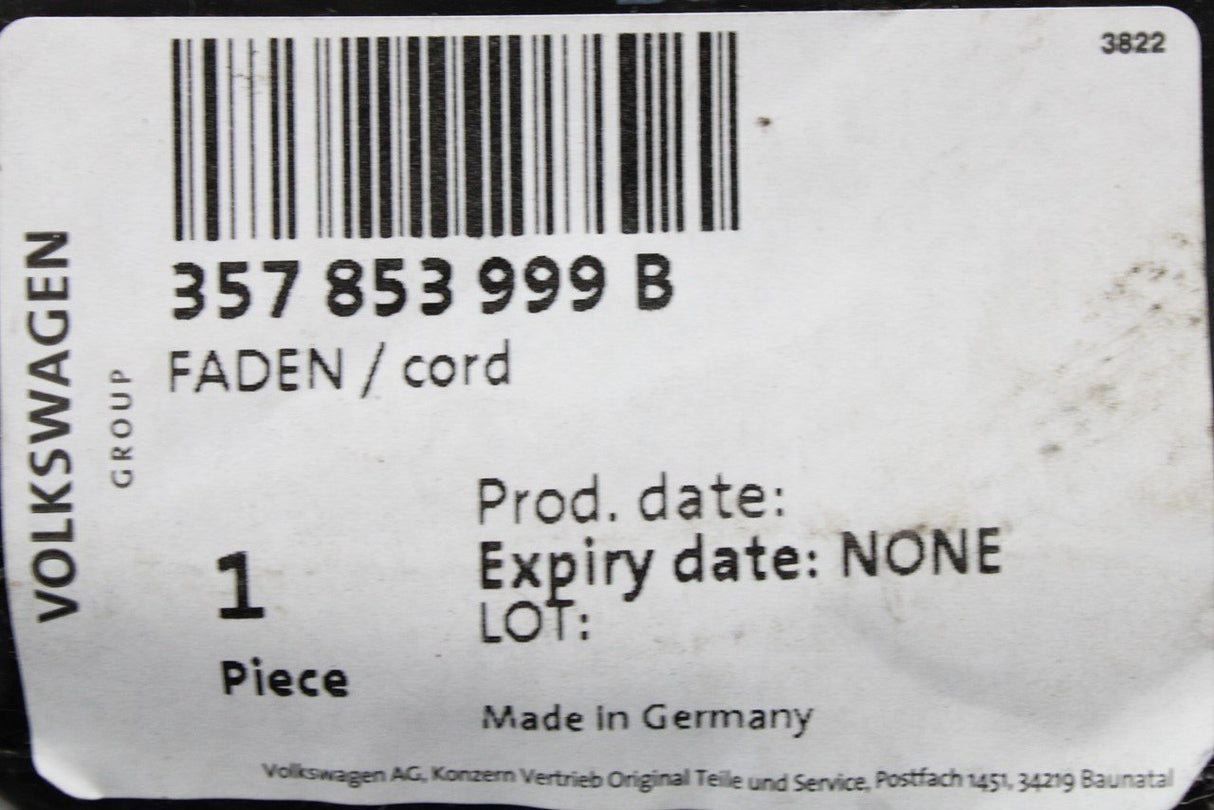 3822
357 853 999 B
FADEN / cord
VOLKSWAGEN
GROUP
Prod. date:
Expiry date: NONE
LOT:
1
Piece
Made in Germany
Volkswagen AG, Konzern Vertrieb Original Teile und Service, Postfach 1451, 34219 Baunatal